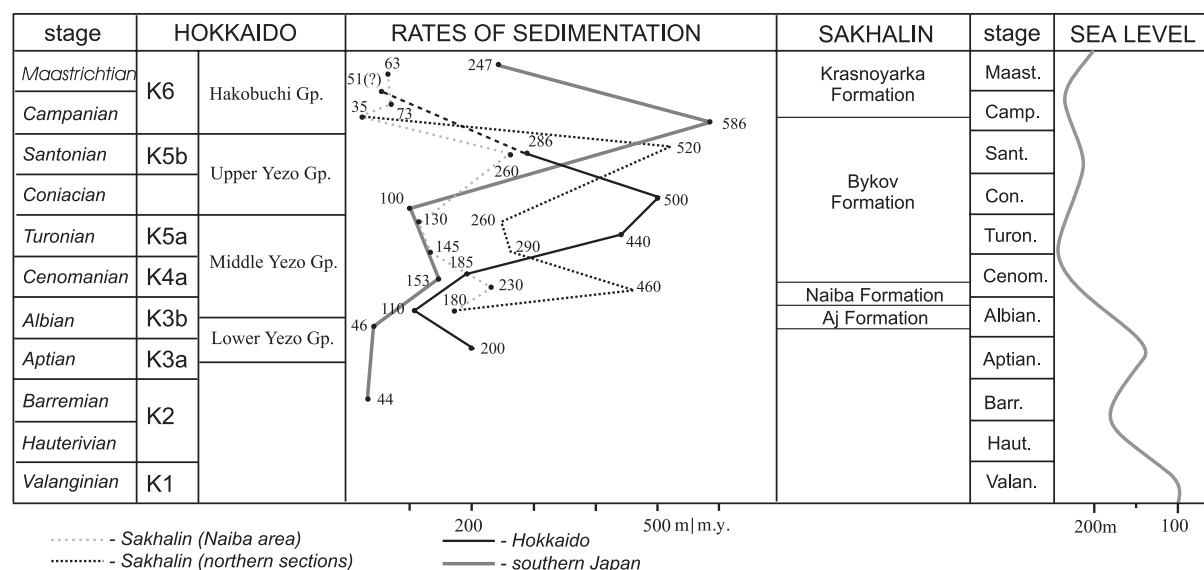 stage HOKKAIDO RATES OF SEDIMENTATION SAKHALIN stage SEA LEVEL
Maastrichtian K6 Hakobuchi Gp. 63 247 Krasnoyarka Maast.
51(?) Formation
Campanian 35 73 586 Camp.
Santonian K5b Upper Yezo Gp. 286 520 Bykov Sant.
260 Formation
Coniacian 100 500 Con.
Turonian K5a Middle Yezo Gp. 130 260 440 Turon.
145 290
Cenomanian K4a 153 185 230 460 Cenom.
Naiba Formation
Albian K3b 110 180 Aj Formation Albian.
46
Aptian K3a Lower Yezo Gp. 200 Aptian.
Barremian K2 44 Barr.
Hauterivian Haut.
Valanginian K1 Valan.
200 500 m|m.y. 200m 100
- Sakhalin (Naiba area) - Hokkaido
- Sakhalin (northern sections) - southern Japan